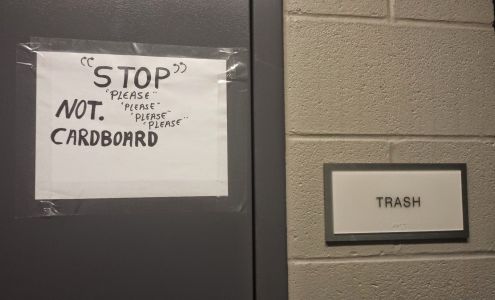 "STOP"
"PLEASE"
"PLEASE"
NOT. "PLEASE"
"PLEASE"
CARDBOARD
TRASH